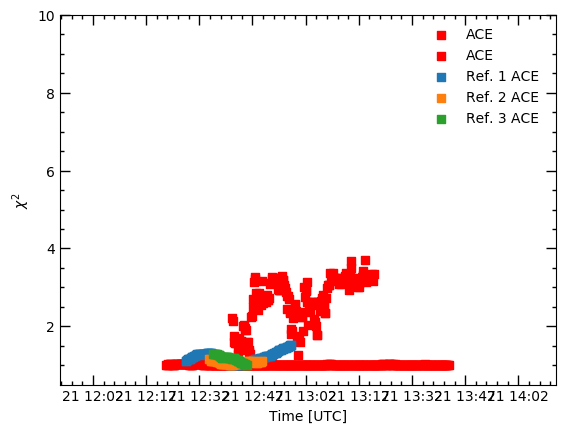 10
8
6
4
2
χ²
ACE
ACE
Ref. 1 ACE
Ref. 2 ACE
Ref. 3 ACE
21 12:02 21 12:17 21 12:32 21 12:47 21 13:02 21 13:17 21 13:32 21 13:47 21 14:02
Time [UTC]